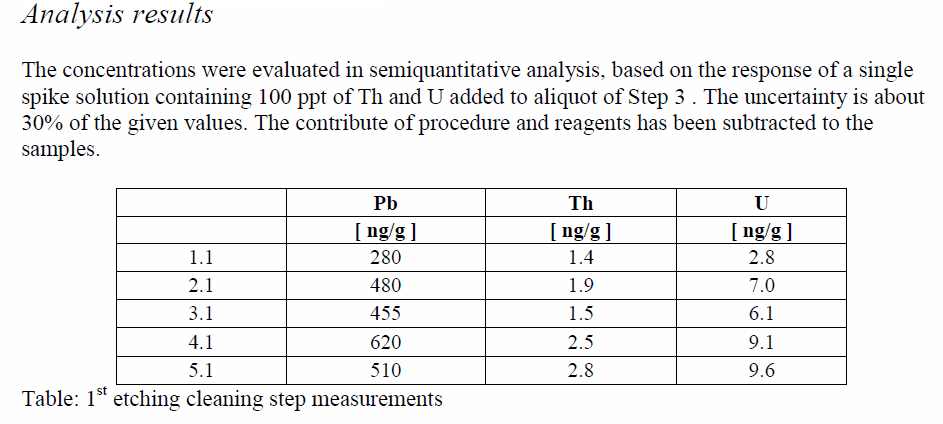 Analysis results
The concentrations were evaluated in semiquantitative analysis, based on the response of a single
spike solution containing 100 ppt of Th and U added to aliquot of Step 3 . The uncertainty is about
30% of the given values. The contribute of procedure and reagents has been subtracted to the
samples.
Pb Th U
[ ng/g ] [ ng/g ] [ ng/g ]
1.1 280 1.4 2.8
2.1 480 1.9 7.0
3.1 455 1.5 6.1
4.1 620 2.5 9.1
5.1 510 2.8 9.6
Table: 1st etching cleaning step measurements